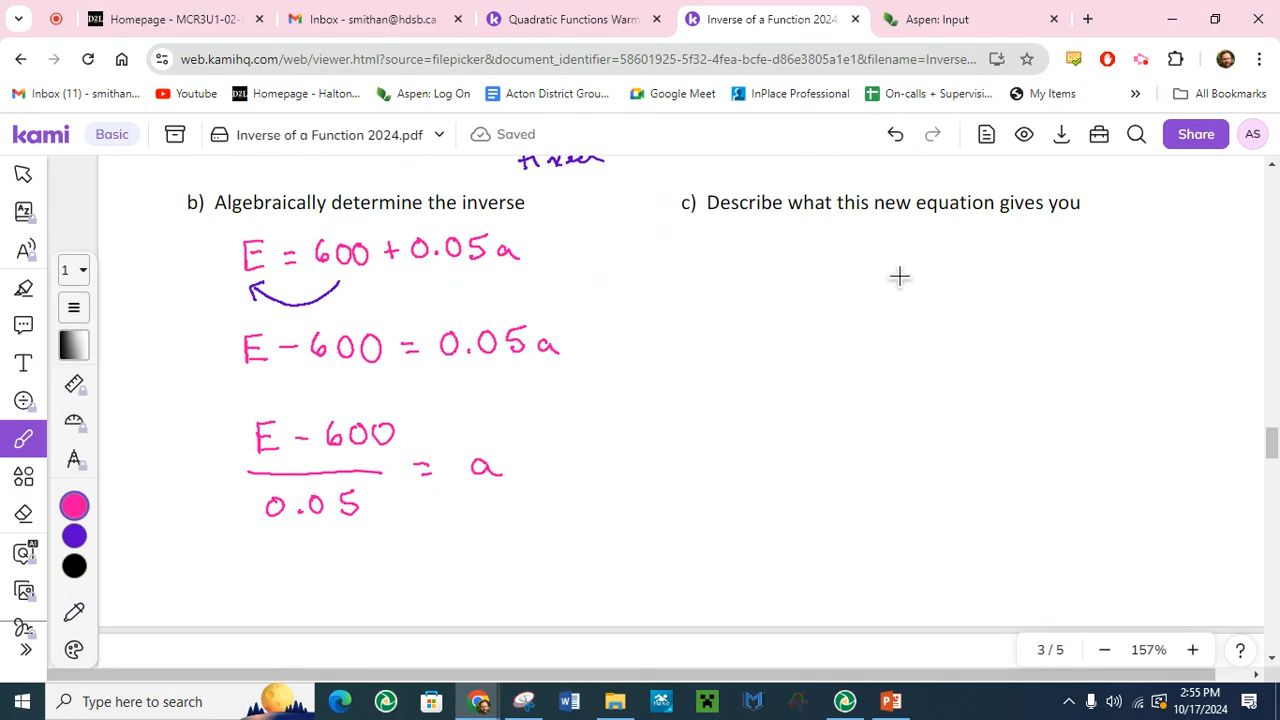 Homepage - MCR3U1-02-
Inbox - smithan@hdsb.ca
Quadratic Functions Warm
Inverse of a Function 2024
Aspen: Input
web.kamihq.com/web/viewer.html?source=filepicker&document_identifier=58601925-5f32-4fea-bcfe-d86e3805a1e1&filename=Inverse...
Inbox (11) - smithan...
Youtube
Homepage - Halton...
Aspen: Log On
Acton District Grou...
Google Meet
InPlace Professional
On-calls + Supervisi...
My Items
All Bookmarks
kami
Basic
Inverse of a Function 2024.pdf
Saved
Share
AS
b) Algebraically determine the inverse
c) Describe what this new equation gives you
E = 600 + 0.05a
E - 600 = 0.05a
E - 600
= a
0.05
1
3 / 5
157%
Type here to search
2:55 PM
10/17/2024